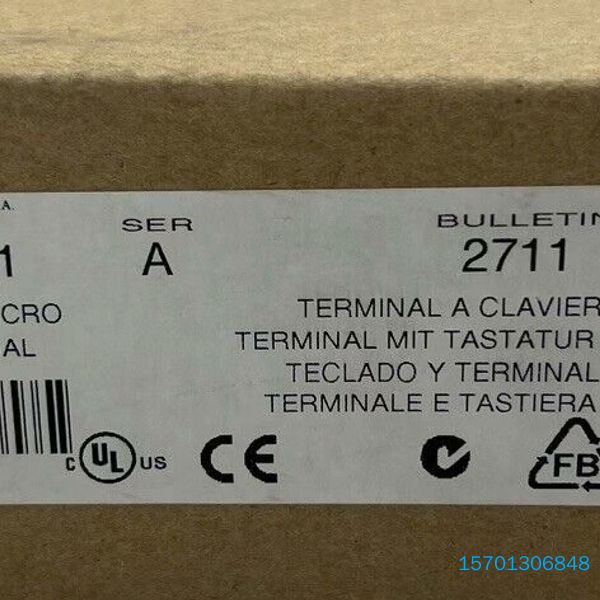 A.
SER
BULLETIN
1
A
2711
CRO
TERMINAL A CLAVIER
AL
TERMINAL MIT TASTATUR
TECLADO Y TERMINAL
TERMINALE E TASTIERA
C UL US
CE
FB
15701306848